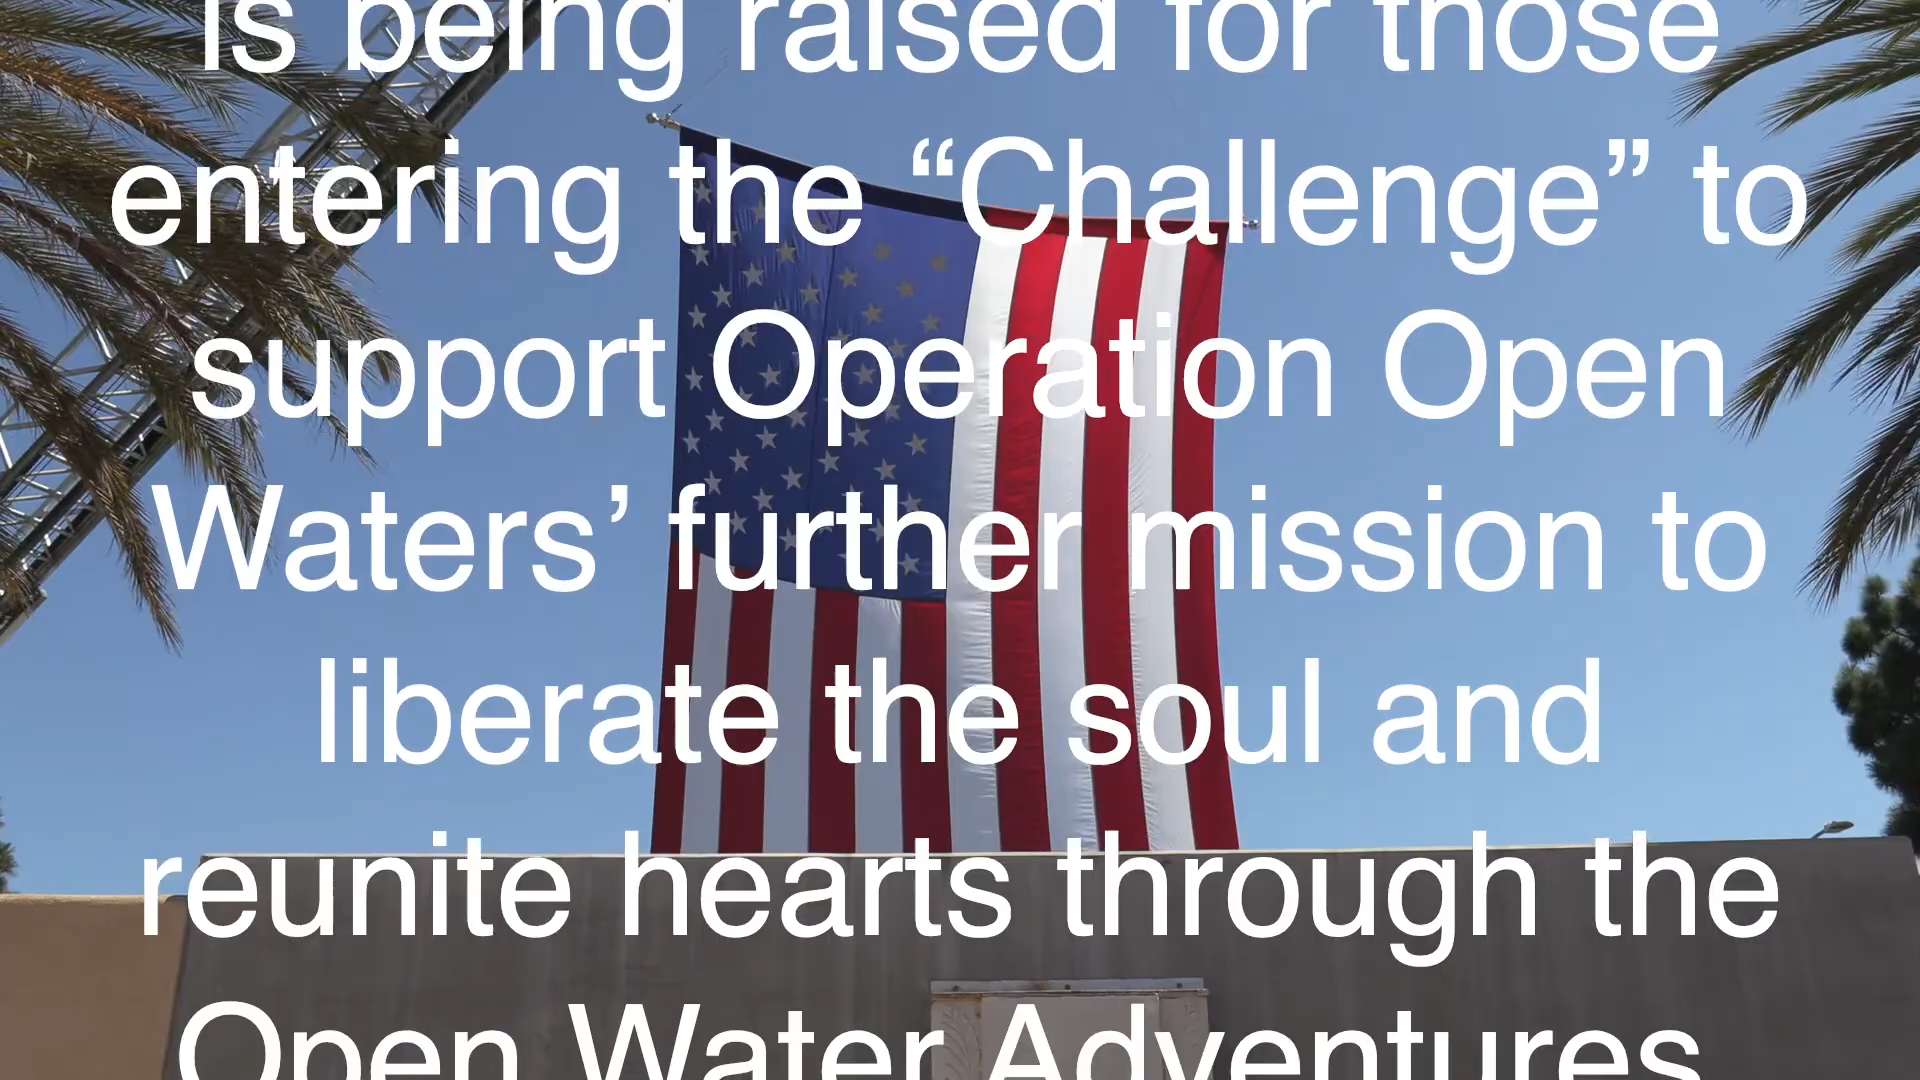 is being raised for those
entering the “Challenge” to
support Operation Open
Waters’ further mission to
liberate the soul and
reunite hearts through the
Open Water Adventures